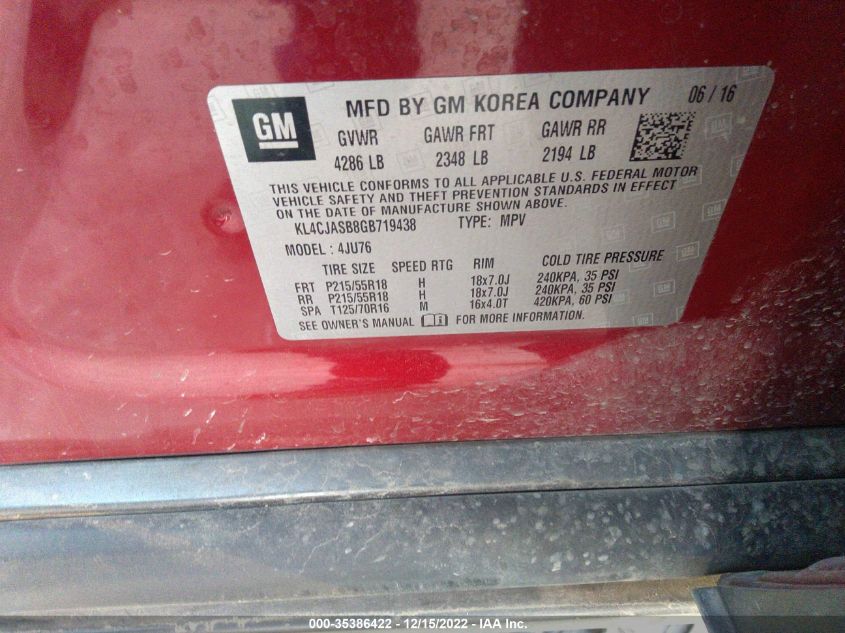 GM MFD BY GM KOREA COMPANY 06 / 16
GVWR GAWR FRT GAWR RR
4286 LB 2348 LB 2194 LB
THIS VEHICLE CONFORMS TO ALL APPLICABLE U.S. FEDERAL MOTOR
VEHICLE SAFETY AND THEFT PREVENTION STANDARDS IN EFFECT
ON THE DATE OF MANUFACTURE SHOWN ABOVE.
KL4CJASB8GB719438 TYPE: MPV
MODEL : 4JU76
TIRE SIZE SPEED RTG RIM COLD TIRE PRESSURE
FRT P215/55R18 H 18x7.0J 240KPA, 35 PSI
RR P215/55R18 H 18x7.0J 240KPA, 35 PSI
SPA T125/70R16 M 16x4.0T 420KPA, 60 PSI
SEE OWNER'S MANUAL FOR MORE INFORMATION.
000-35386422 - 12/15/2022 - IAA Inc.